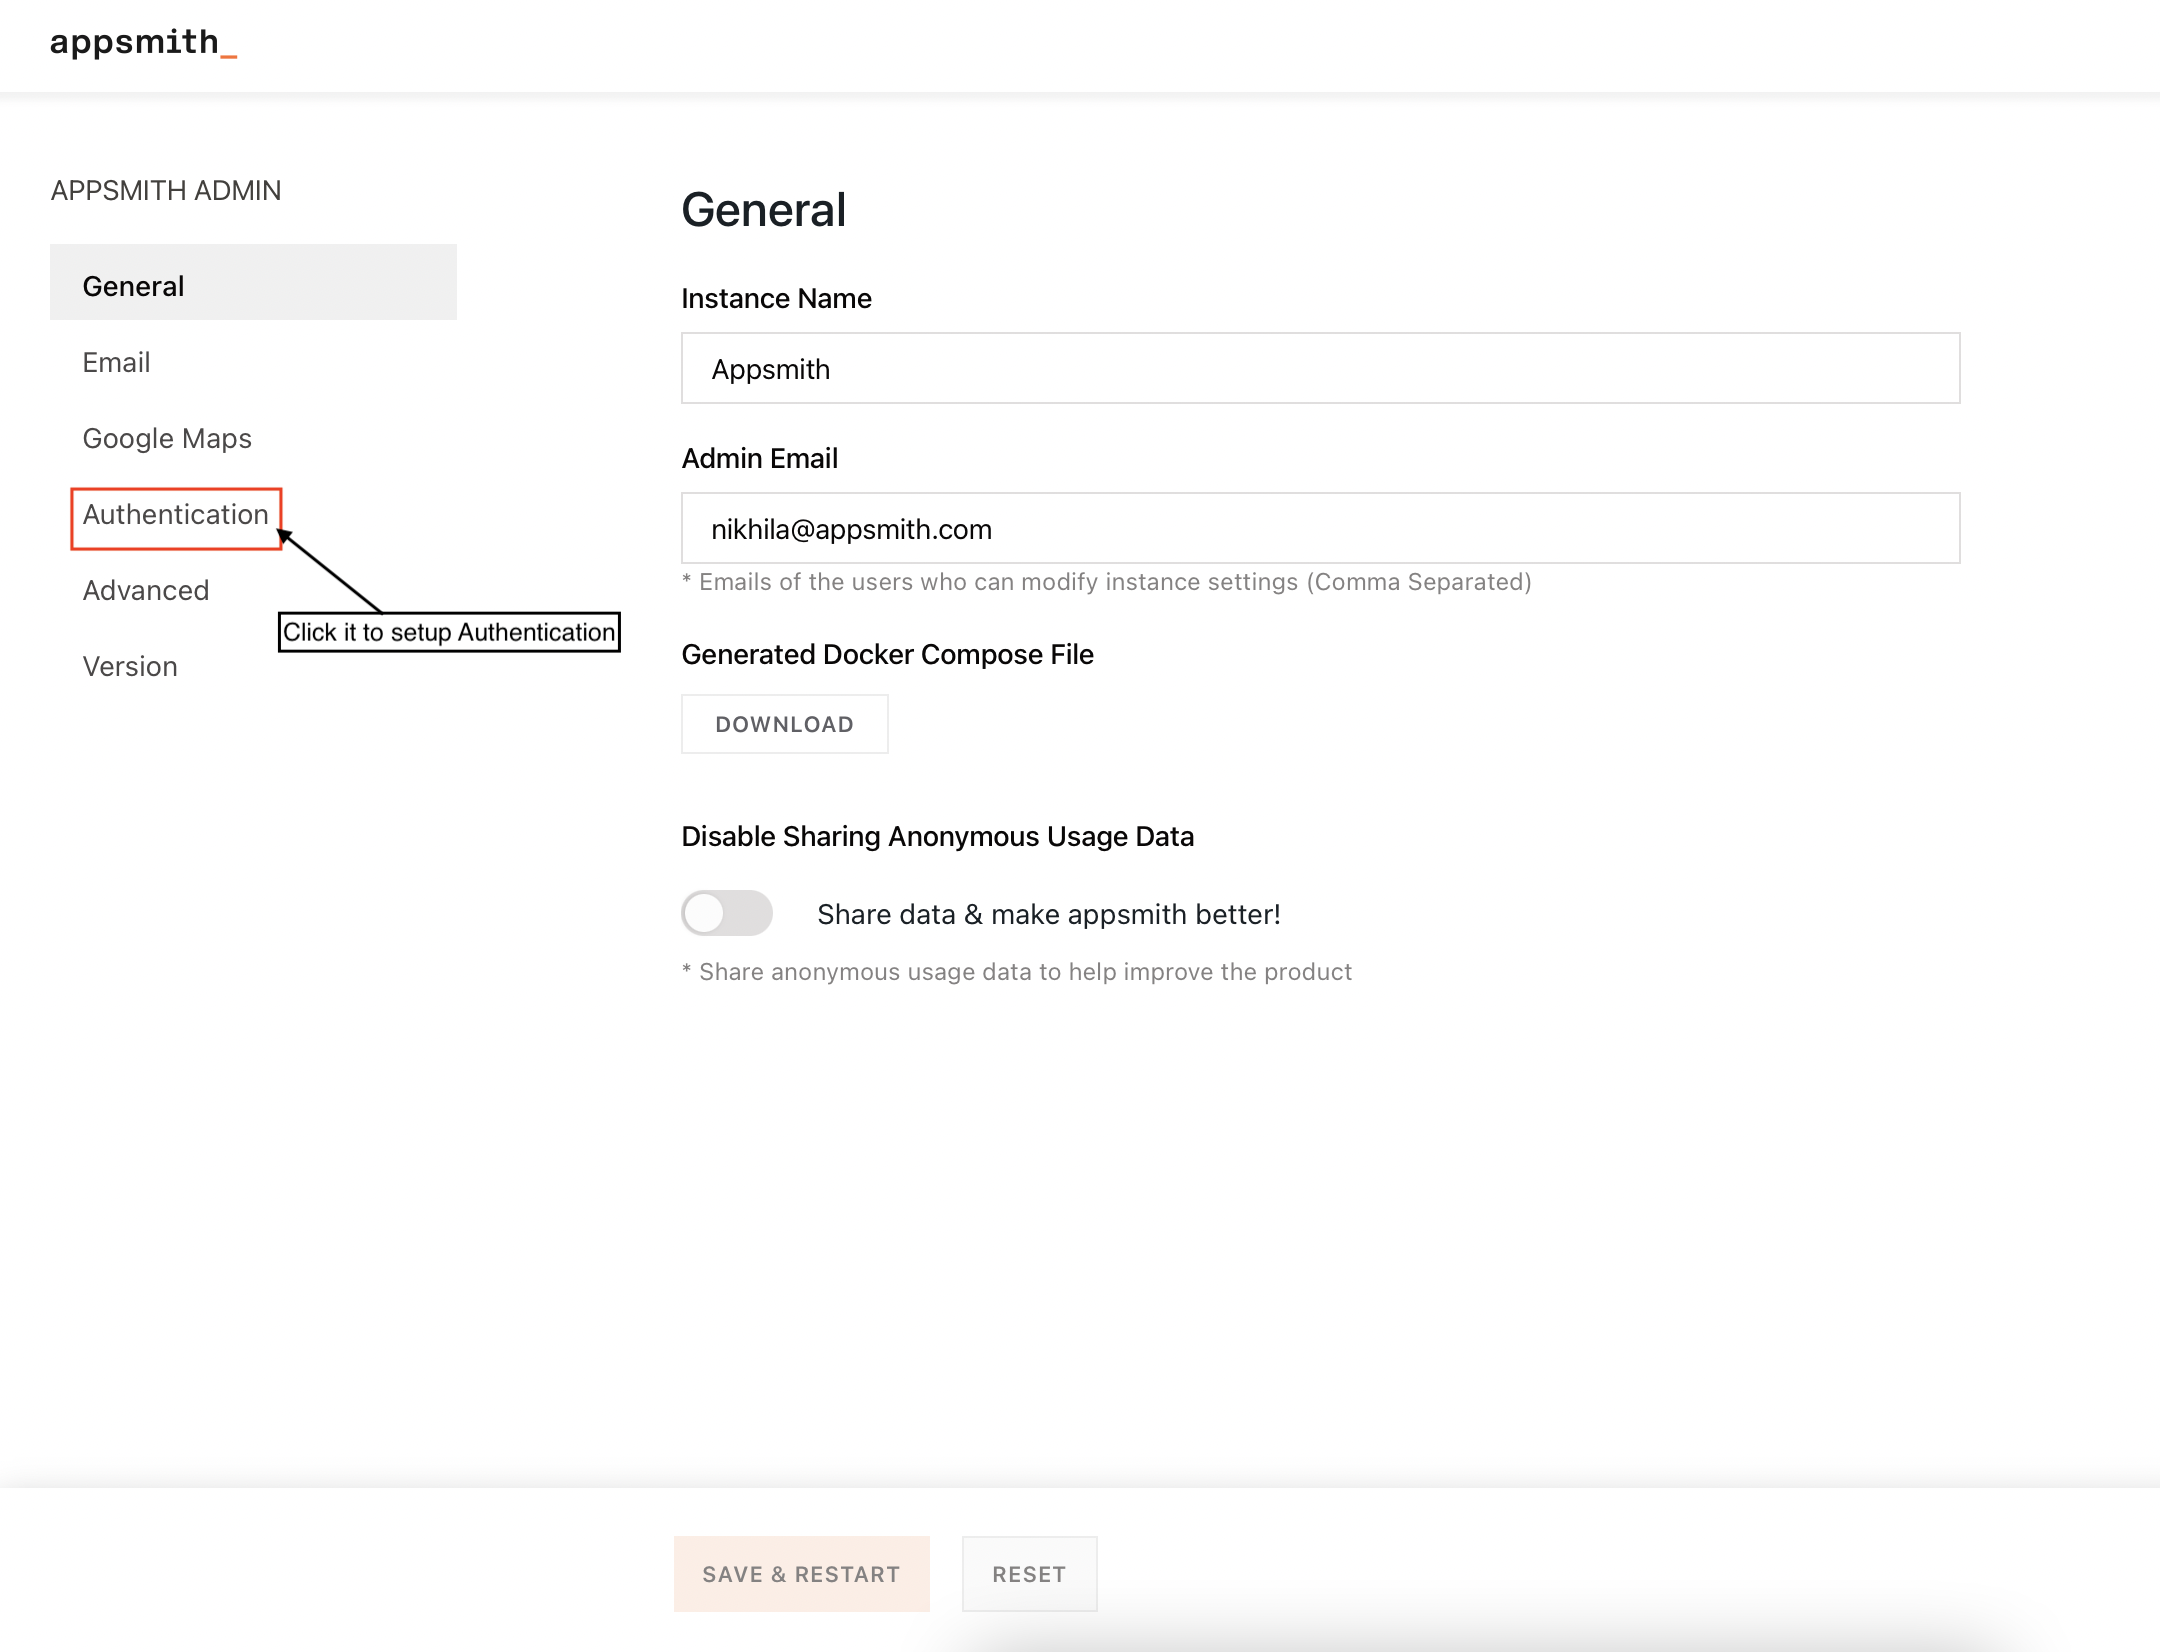 appsmith_
APPSMITH ADMIN
General
Email
Google Maps
Authentication
Advanced
Click it to setup Authentication
Version
General
Instance Name
Appsmith
Admin Email
nikhila@appsmith.com
* Emails of the users who can modify instance settings (Comma Separated)
Generated Docker Compose File
DOWNLOAD
Disable Sharing Anonymous Usage Data
Share data & make appsmith better!
* Share anonymous usage data to help improve the product
SAVE & RESTART
RESET